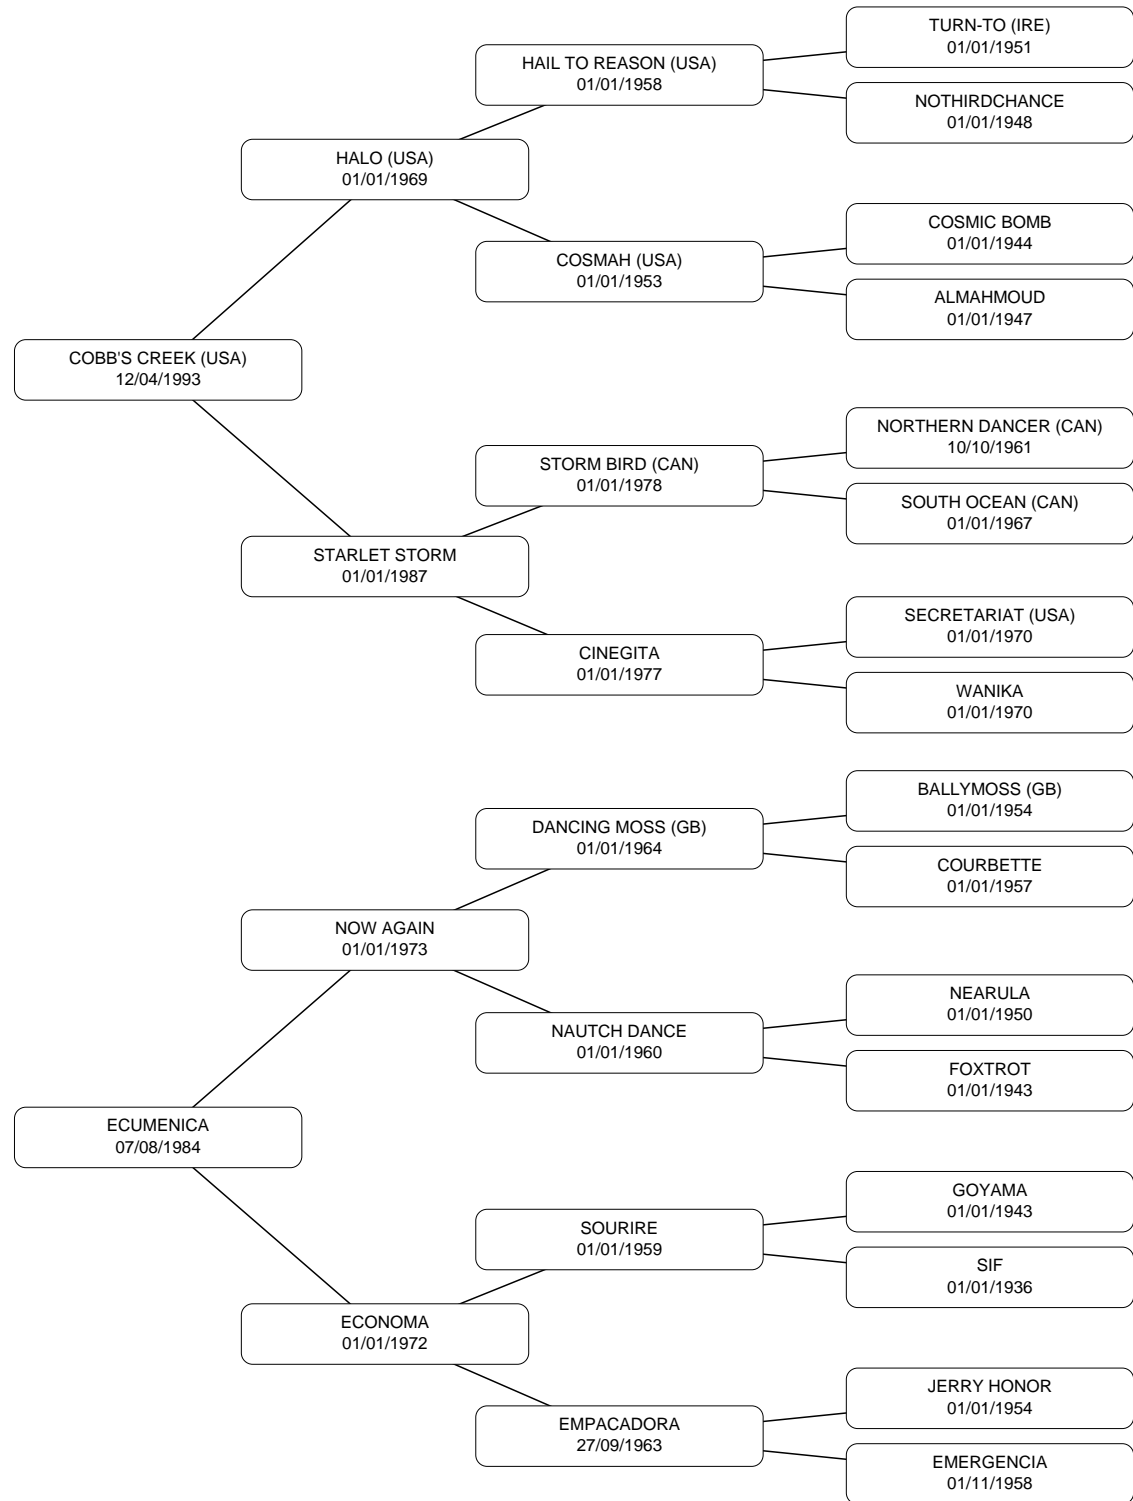 TURN-TO (IRE)
01/01/1951
HAIL TO REASON (USA)
01/01/1958
NOTHIRDCHANCE
01/01/1948
HALO (USA)
01/01/1969
COSMIC BOMB
01/01/1944
COSMAH (USA)
01/01/1953
ALMAHMOUD
01/01/1947
COBB'S CREEK (USA)
12/04/1993
NORTHERN DANCER (CAN)
10/10/1961
STORM BIRD (CAN)
01/01/1978
SOUTH OCEAN (CAN)
01/01/1967
STARLET STORM
01/01/1987
SECRETARIAT (USA)
01/01/1970
CINEGITA
01/01/1977
WANIKA
01/01/1970
BALLYMOSS (GB)
01/01/1954
DANCING MOSS (GB)
01/01/1964
COURBETTE
01/01/1957
NOW AGAIN
01/01/1973
NEARULA
01/01/1950
NAUTCH DANCE
01/01/1960
FOXTROT
01/01/1943
ECUMENICA
07/08/1984
GOYAMA
01/01/1943
SOURIRE
01/01/1959
SIF
01/01/1936
ECONOMA
01/01/1972
JERRY HONOR
01/01/1954
EMPACADORA
27/09/1963
EMERGENCIA
01/11/1958